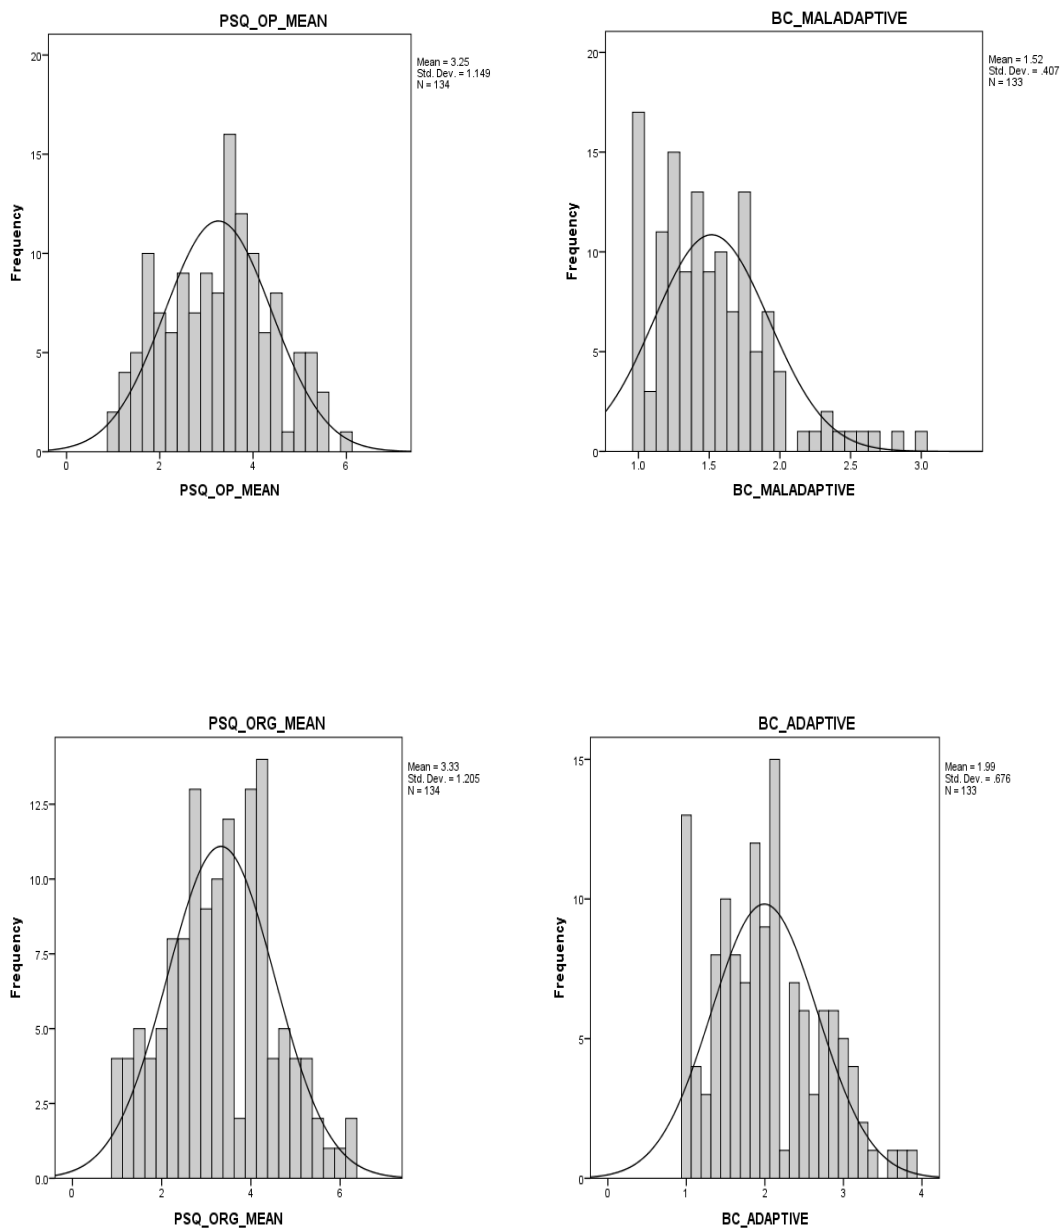 PSQ_OP_MEAN
Mean = 3.25
Std. Dev. = 1.149
N = 134
20
15
10
5
0
Frequency
0 2 4 6
PSQ_OP_MEAN
BC_MALADAPTIVE
Mean = 1.52
Std. Dev. = .407
N = 133
20
15
10
5
0
Frequency
1.0 1.5 2.0 2.5 3.0
BC_MALADAPTIVE
PSQ_ORG_MEAN
Mean = 3.33
Std. Dev. = 1.205
N = 134
12.5
10.0
7.5
5.0
2.5
0.0
Frequency
0 2 4 6
PSQ_ORG_MEAN
BC_ADAPTIVE
Mean = 1.99
Std. Dev. = .676
N = 133
15
10
5
0
Frequency
0 1 2 3 4
BC_ADAPTIVE